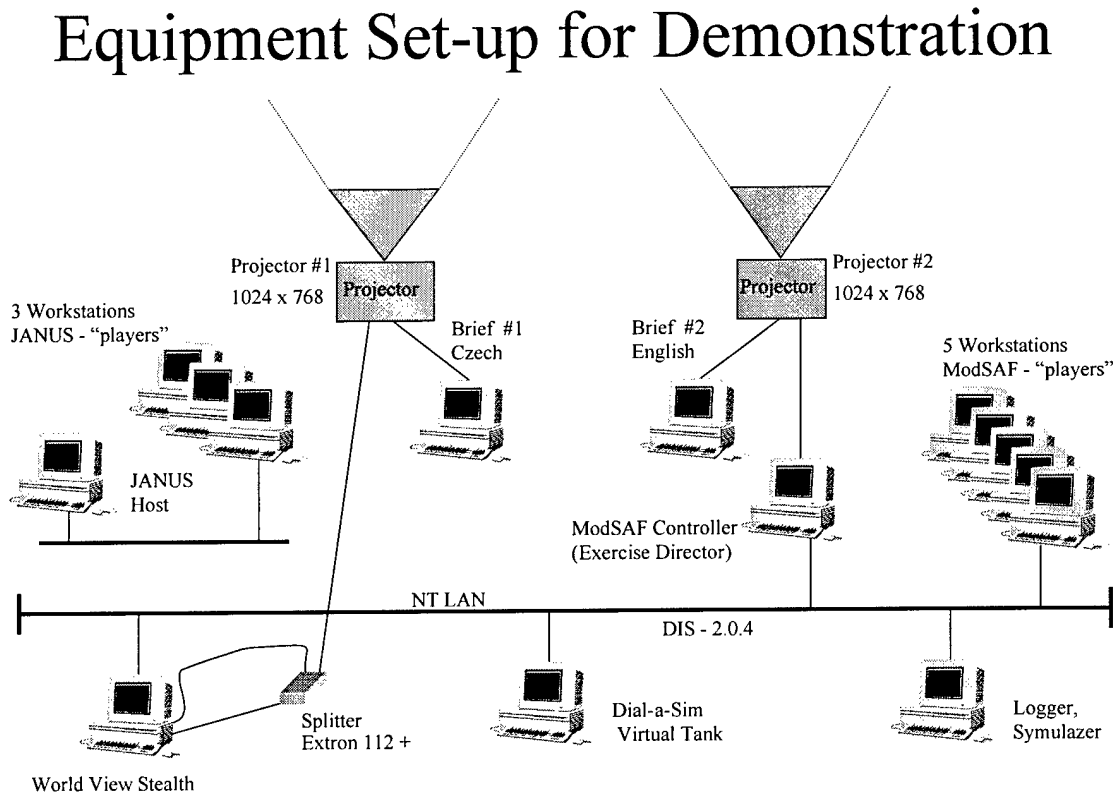 Equipment Set-up for Demonstration
Projector #1
1024 x 768
Projector
Projector
Projector #2
1024 x 768
3 Workstations
JANUS - “players”
Brief #1
Czech
Brief #2
English
5 Workstations
ModSAF - “players”
JANUS
Host
ModSAF Controller
(Exercise Director)
NT LAN
DIS - 2.0.4
Splitter
Extron 112 +
Dial-a-Sim
Virtual Tank
Logger,
Symulazer
World View Stealth